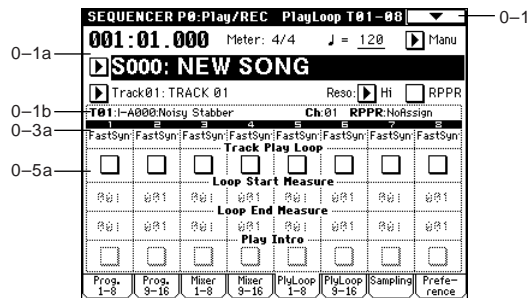 SEQUENCER P0:Play/REC PlayLoop T01-08
0-1
001:01.000 Meter: 4/4 ♩ = 120 Manu
0-1a
S000: NEW SONG
Track01: TRACK 01 Reso: Hi RPPR
0-1b
T01:I-A000:Noisy Stabber Ch:01 RPPR:NoAssign
0-3a
1 2 3 4 5 6 7 8
FastSyn FastSyn FastSyn FastSyn FastSyn FastSyn FastSyn FastSyn
Track Play Loop
0-5a
Loop Start Measure
001 001 001 001 001 001 001 001
Loop End Measure
001 001 001 001 001 001 001 001
Play Intro
Prog. 1-8 Prog. 9-16 Mixer 1-8 Mixer 9-16 PlyLoop 1-8 PlyLoop 9-16 Sampling Prefe-rence